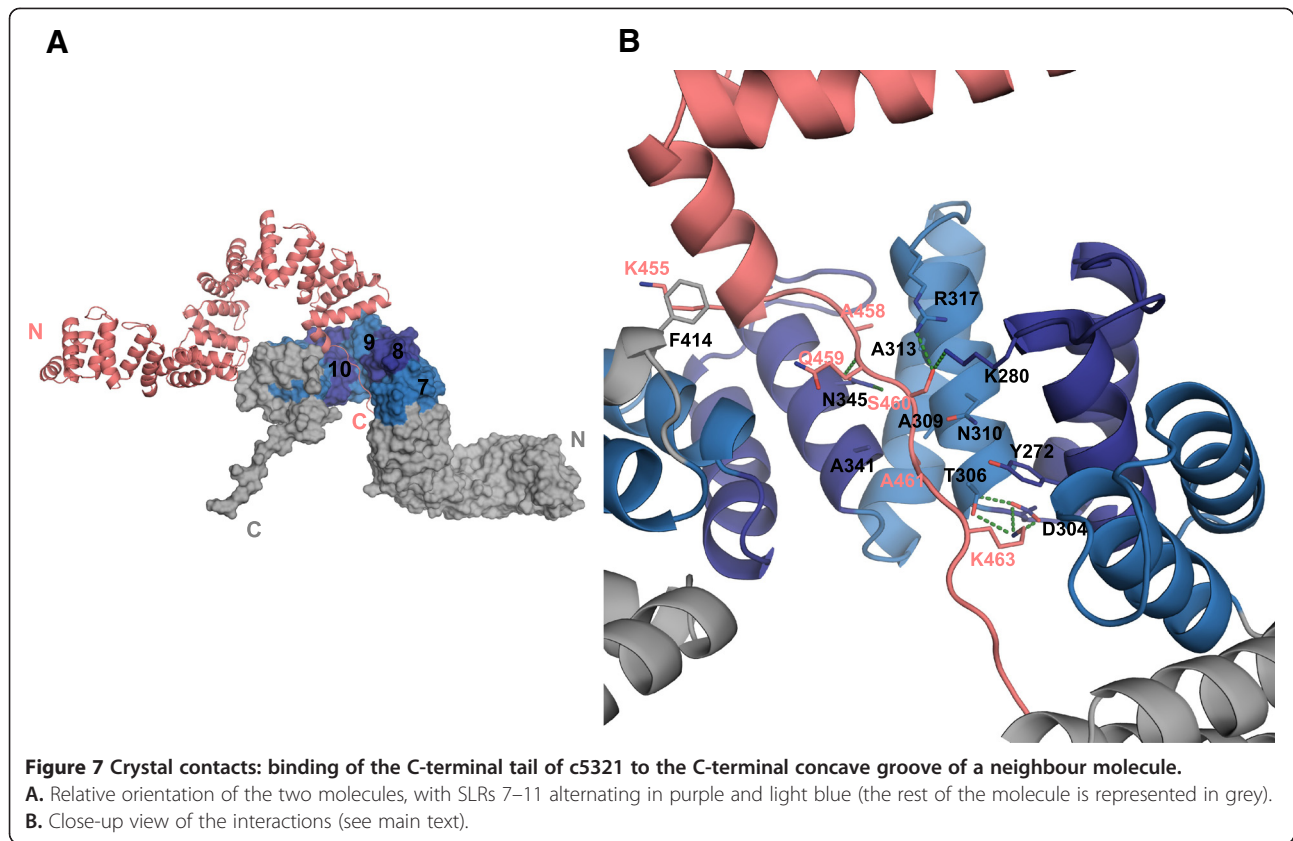 A
B
N
9
8
10
7
C
N
C
K455
F414
A458
R317
A313
Q459
K280
N345
S460
A309
N310
Y272
A341
T306
A461
D304
K463
Figure 7 Crystal contacts: binding of the C-terminal tail of c5321 to the C-terminal concave groove of a neighbour molecule.
A. Relative orientation of the two molecules, with SLRs 7–11 alternating in purple and light blue (the rest of the molecule is represented in grey).
B. Close-up view of the interactions (see main text).